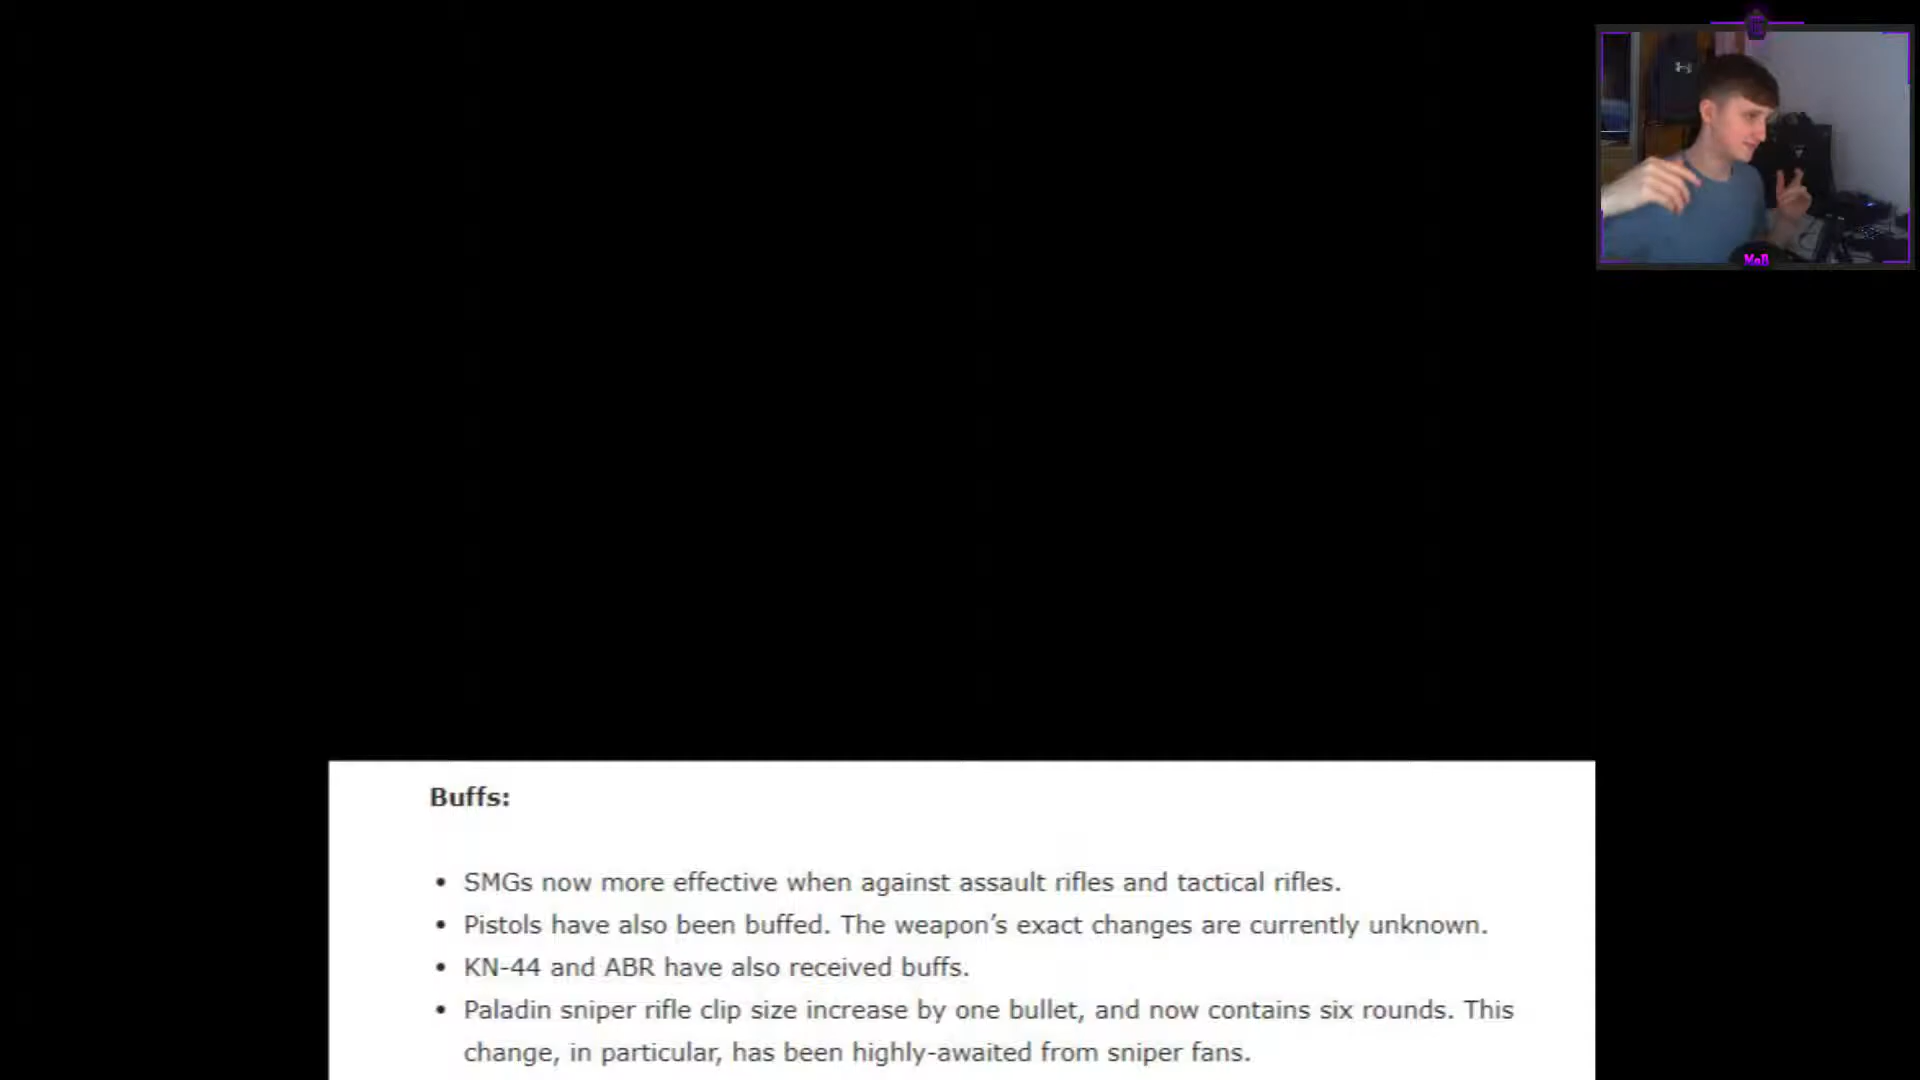 MoD
Buffs:
• SMGs now more effective when against assault rifles and tactical rifles.
• Pistols have also been buffed. The weapon’s exact changes are currently unknown.
• KN-44 and ABR have also received buffs.
• Paladin sniper rifle clip size increase by one bullet, and now contains six rounds. This
change, in particular, has been highly-awaited from sniper fans.